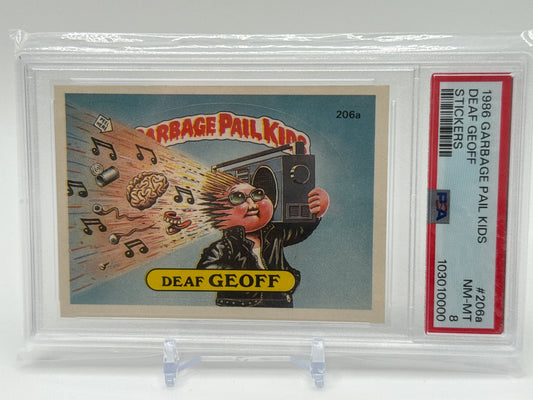 206a
GARBAGE PAIL KIDS
DEAF GEOFF
1986 GARBAGE PAIL KIDS
#206a
DEAF GEOFF
NM-MT
STICKERS
8
PSA
103010000